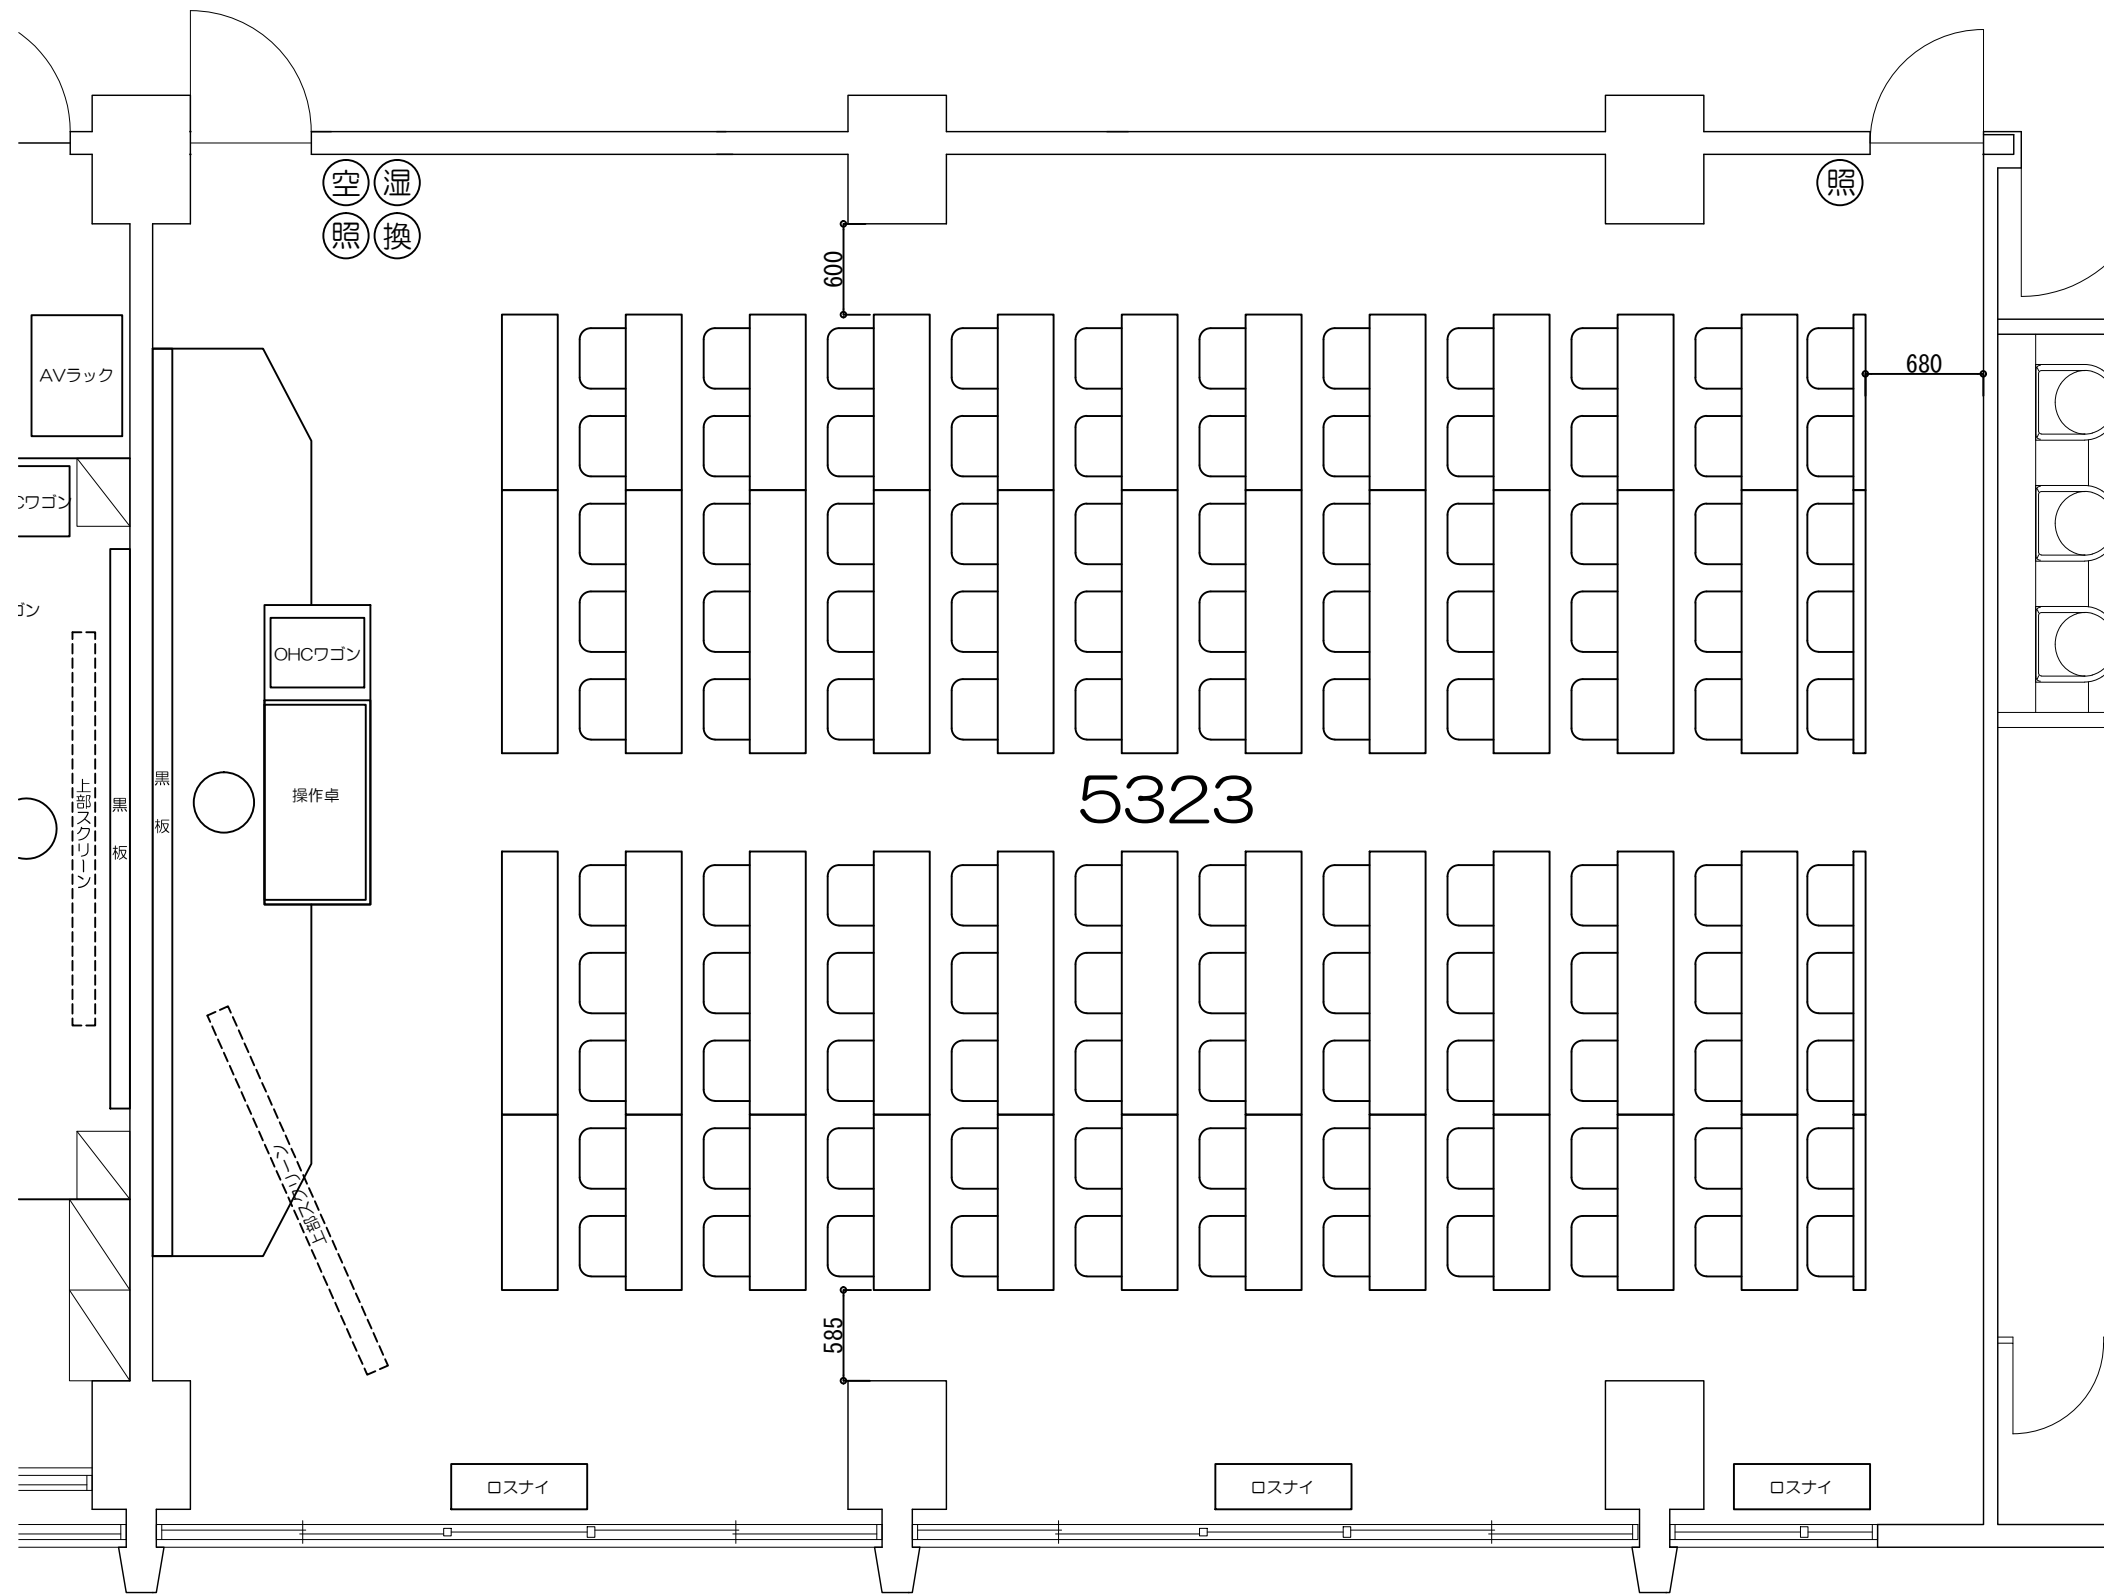 空 湿
照 換
照
600
680
AVラック
Cワゴン
ゴン
OHCワゴン
操作卓
上部スクリーン
黒板
黒板
5323
上部スクリーン
585
ロスナイ
ロスナイ
ロスナイ